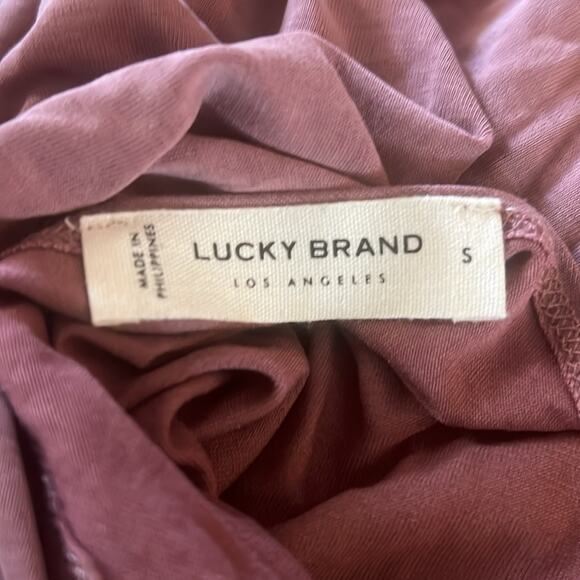 MADE IN
PHILIPPINES
LUCKY BRAND
LOS ANGELES
S